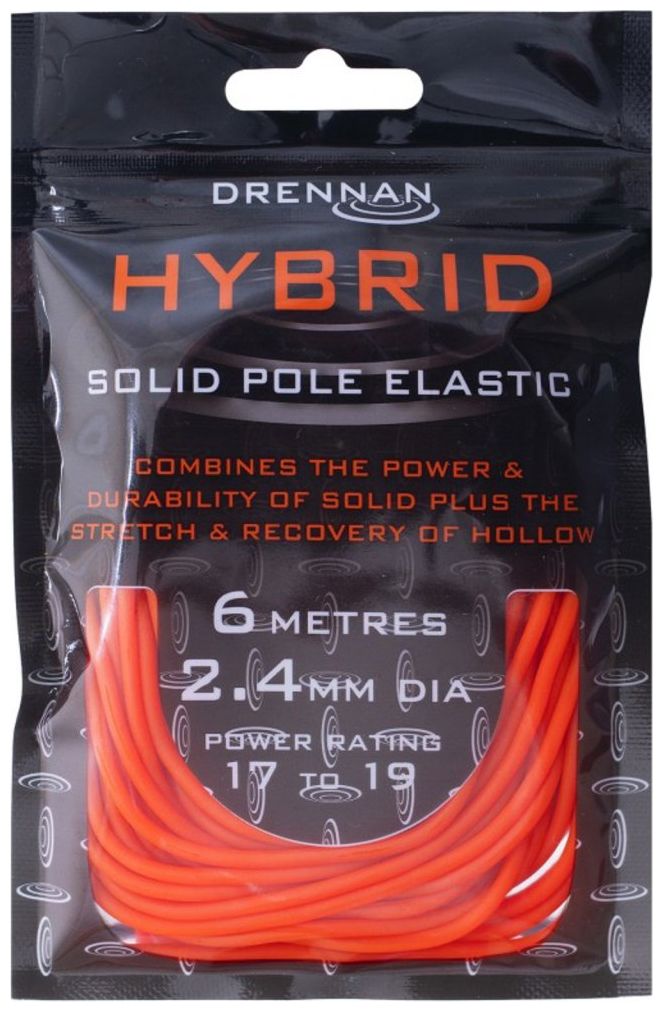 DRENNAN
HYBRID
SOLID POLE ELASTIC
COMBINES THE POWER &
DURABILITY OF SOLID PLUS THE
STRETCH & RECOVERY OF HOLLOW
6 METRES
2.4MM DIA
POWER RATING
17 TO 19